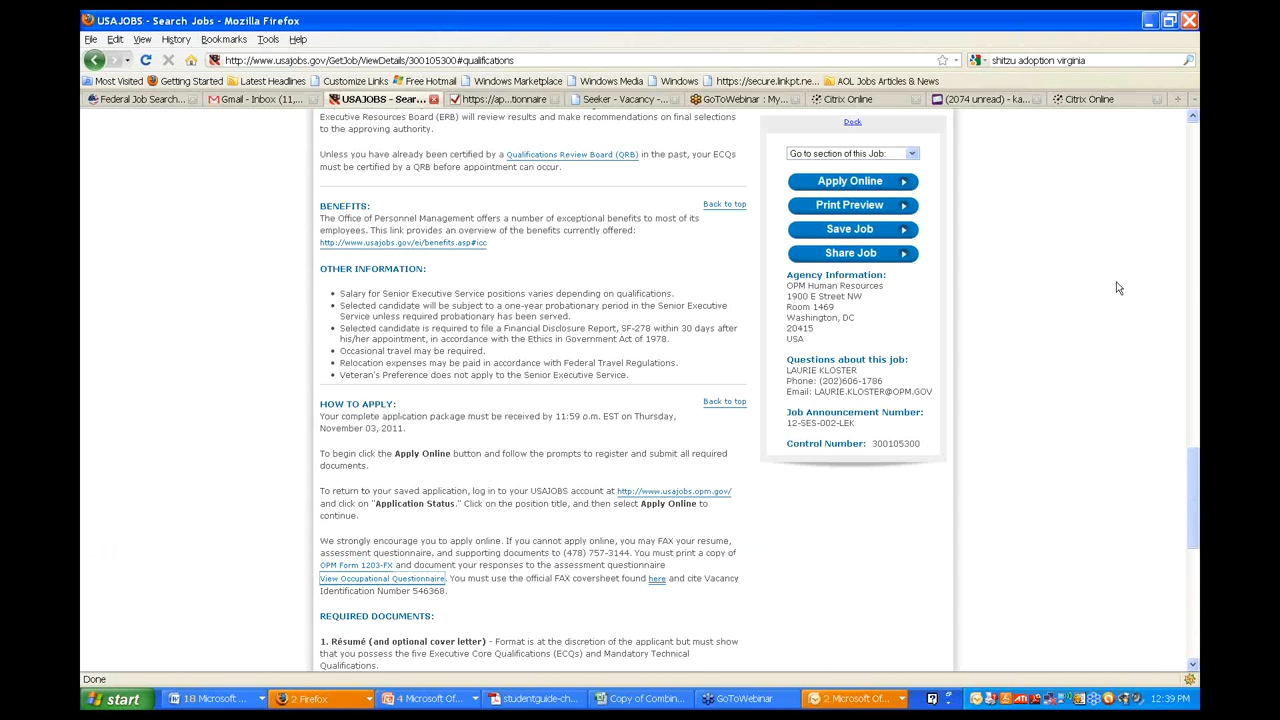 USAJOBS - Search Jobs - Mozilla Firefox
File Edit View History Bookmarks Tools Help
http://www.usajobs.gov/GetJob/ViewDetails/300105300#qualifications
shitzu adoption virginia
Most Visited Getting Started Latest Headlines Customize Links Free Hotmail Windows Marketplace Windows Media Windows https://secure.linxt.ne... AOL Jobs Articles & News
Federal Job Search... Gmail - Inbox (11,... USAJOBS - Sear... https://ap...tionnaire Seeker - Vacancy -... GoToWebinar : My... Citrix Online (2074 unread) - ka... Citrix Online
Executive Resources Board (ERB) will review results and make recommendations on final selections
to the approving authority.
Unless you have already been certified by a Qualifications Review Board (QRB) in the past, your ECQs
must be certified by a QRB before appointment can occur.
BENEFITS:
Back to top
The Office of Personnel Management offers a number of exceptional benefits to most of its
employees. This link provides an overview of the benefits currently offered:
http://www.usajobs.gov/ei/benefits.asp#icc
OTHER INFORMATION:
• Salary for Senior Executive Service positions varies depending on qualifications.
• Selected candidate will be subject to a one-year probationary period in the Senior Executive
Service unless required probationary has been served.
• Selected candidate is required to file a Financial Disclosure Report, SF-278 within 30 days after
his/her appointment, in accordance with the Ethics in Government Act of 1978.
• Occasional travel may be required.
• Relocation expenses may be paid in accordance with Federal Travel Regulations.
• Veteran's Preference does not apply to the Senior Executive Service.
HOW TO APPLY:
Back to top
Your complete application package must be received by 11:59 p.m. EST on Thursday,
November 03, 2011.
To begin click the Apply Online button and follow the prompts to register and submit all required
documents.
To return to your saved application, log in to your USAJOBS account at http://www.usajobs.opm.gov/
and click on "Application Status." Click on the position title, and then select Apply Online to
continue.
We strongly encourage you to apply online. If you cannot apply online, you may FAX your resume,
assessment questionnaire, and supporting documents to (478) 757-3144. You must print a copy of
OPM Form 1203-FX and document your responses to the assessment questionnaire
View Occupational Questionnaire. You must use the official FAX coversheet found here and cite Vacancy
Identification Number 546368.
REQUIRED DOCUMENTS:
1. Résumé (and optional cover letter) - Format is at the discretion of the applicant but must show
that you possess the five Executive Core Qualifications (ECQs) and Mandatory Technical
Qualifications.
Dock
Go to section of this Job:
Apply Online
Print Preview
Save Job
Share Job
Agency Information:
OPM Human Resources
1900 E Street NW
Room 1469
Washington, DC
20415
USA
Questions about this job:
LAURIE KLOSTER
Phone: (202)606-1786
Email: LAURIE.KLOSTER@OPM.GOV
Job Announcement Number:
12-SES-002-LEK
Control Number: 300105300
Done
start 18 Microsoft ... 2 Firefox 4 Microsoft Of... studentguide-ch... Copy of Combin... GoToWebinar 2 Microsoft Of... 12:39 PM